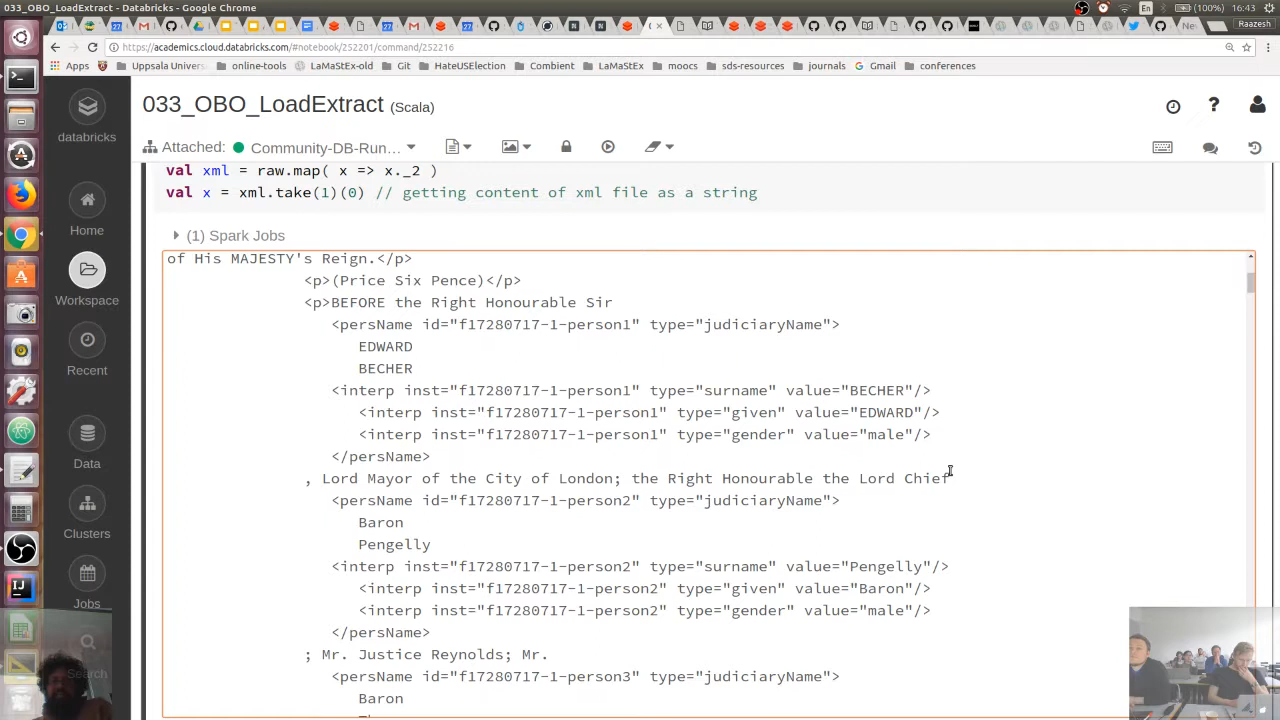 033_OBO_LoadExtract - Databricks - Google Chrome
En
(100%)
16:43
Raazesh
https://academics.cloud.databricks.com/#notebook/252201/command/252216
Apps
Uppsala Univers
online-tools
LaMaStEx-old
Git
HateUSElection
Combient
LaMaStEx
moocs
sds-resources
journals
Gmail
Conferences
033_OBO_LoadExtract (Scala)
databricks
Attached: Community-DB-Run...
Home
Workspace
Recent
Data
Clusters
Jobs
Search
val xml = raw.map( x => x._2 )
val x = xml.take(1)(0) // getting content of xml file as a string
(1) Spark Jobs
of His MAJESTY's Reign.</p>
<p>(Price Six Pence)</p>
<p>BEFORE the Right Honourable Sir
<persName id="f17280717-1-person1" type="judiciaryName">
EDWARD
BECHER
<interp inst="f17280717-1-person1" type="surname" value="BECHER"/>
<interp inst="f17280717-1-person1" type="given" value="EDWARD"/>
<interp inst="f17280717-1-person1" type="gender" value="male"/>
</persName>
, Lord Mayor of the City of London; the Right Honourable the Lord Chief
<persName id="f17280717-1-person2" type="judiciaryName">
Baron
Pengelly
<interp inst="f17280717-1-person2" type="surname" value="Pengelly"/>
<interp inst="f17280717-1-person2" type="given" value="Baron"/>
<interp inst="f17280717-1-person2" type="gender" value="male"/>
</persName>
; Mr. Justice Reynolds; Mr.
<persName id="f17280717-1-person3" type="judiciaryName">
Baron